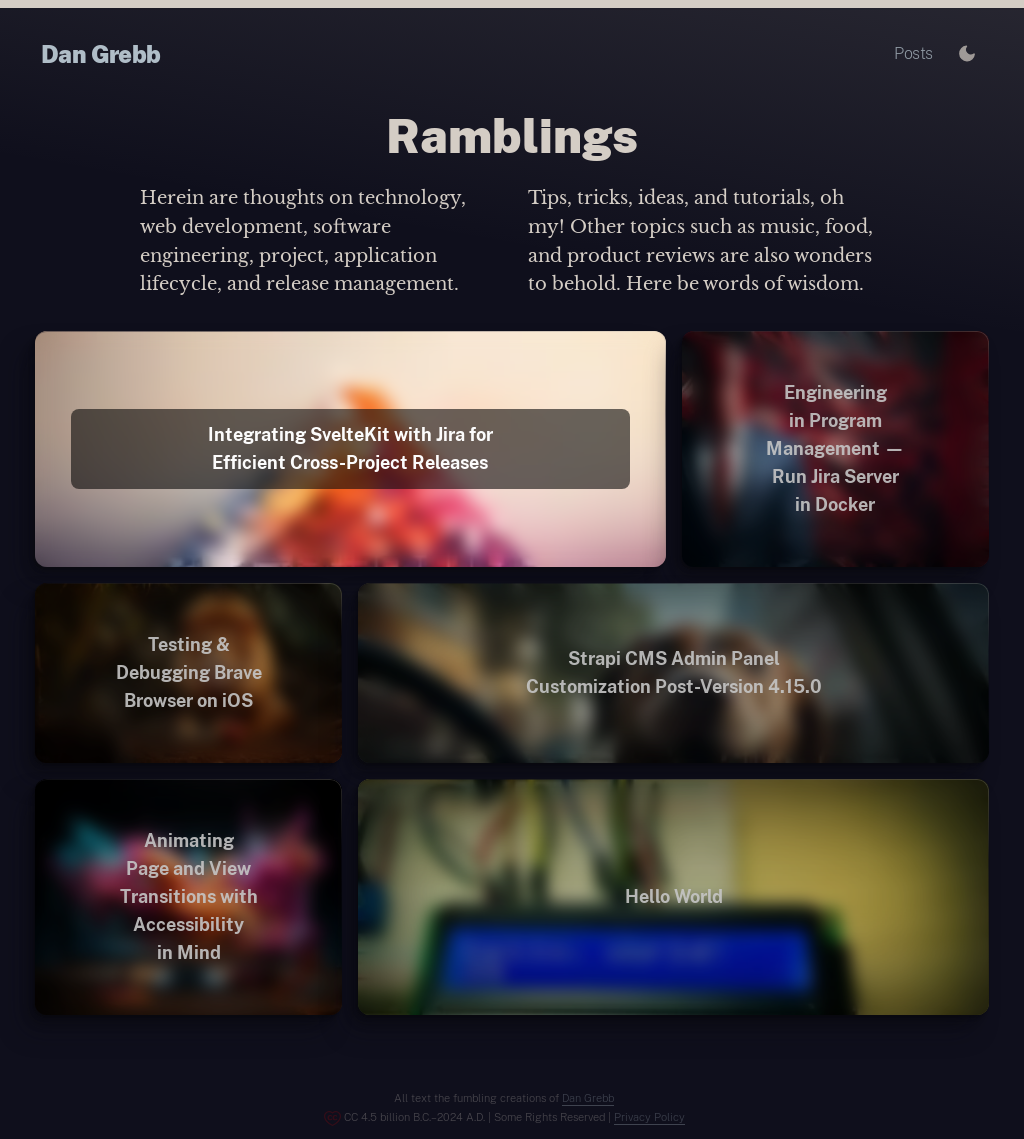 Dan Grebb
Posts
Ramblings
Herein are thoughts on technology,
web development, software
engineering, project, application
lifecycle, and release management.
Tips, tricks, ideas, and tutorials, oh
my! Other topics such as music, food,
and product reviews are also wonders
to behold. Here be words of wisdom.
Integrating SvelteKit with Jira for
Efficient Cross-Project Releases
Engineering
in Program
Management —
Run Jira Server
in Docker
Testing &
Debugging Brave
Browser on iOS
Strapi CMS Admin Panel
Customization Post-Version 4.15.0
Animating
Page and View
Transitions with
Accessibility
in Mind
Hello World
All text the fumbling creations of Dan Grebb
CC 4.5 billion B.C.–2024 A.D. | Some Rights Reserved | Privacy Policy